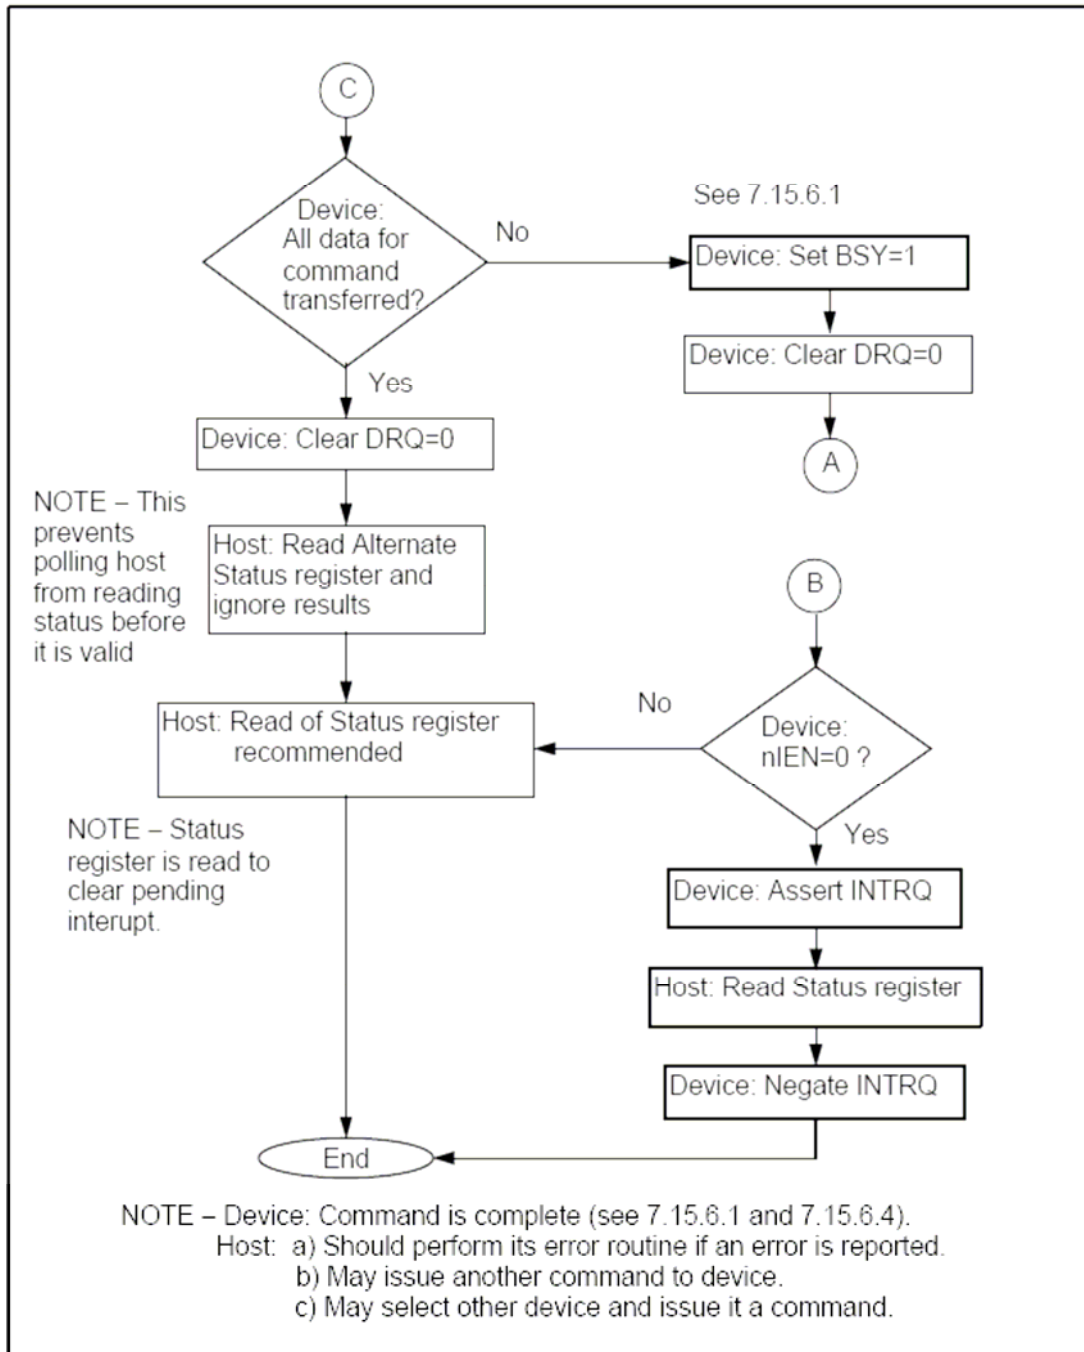 C
Device:
All data for
command
transferred?
No
See 7.15.6.1
Device: Set BSY=1
Device: Clear DRQ=0
A
Yes
Device: Clear DRQ=0
NOTE – This
prevents
polling host
from reading
status before
it is valid
Host: Read Alternate
Status register and
ignore results
B
Device:
nIEN=0 ?
No
Host: Read of Status register
recommended
NOTE – Status
register is read to
clear pending
interupt.
Yes
Device: Assert INTRQ
Host: Read Status register
Device: Negate INTRQ
End
NOTE – Device: Command is complete (see 7.15.6.1 and 7.15.6.4).
Host: a) Should perform its error routine if an error is reported.
b) May issue another command to device.
c) May select other device and issue it a command.